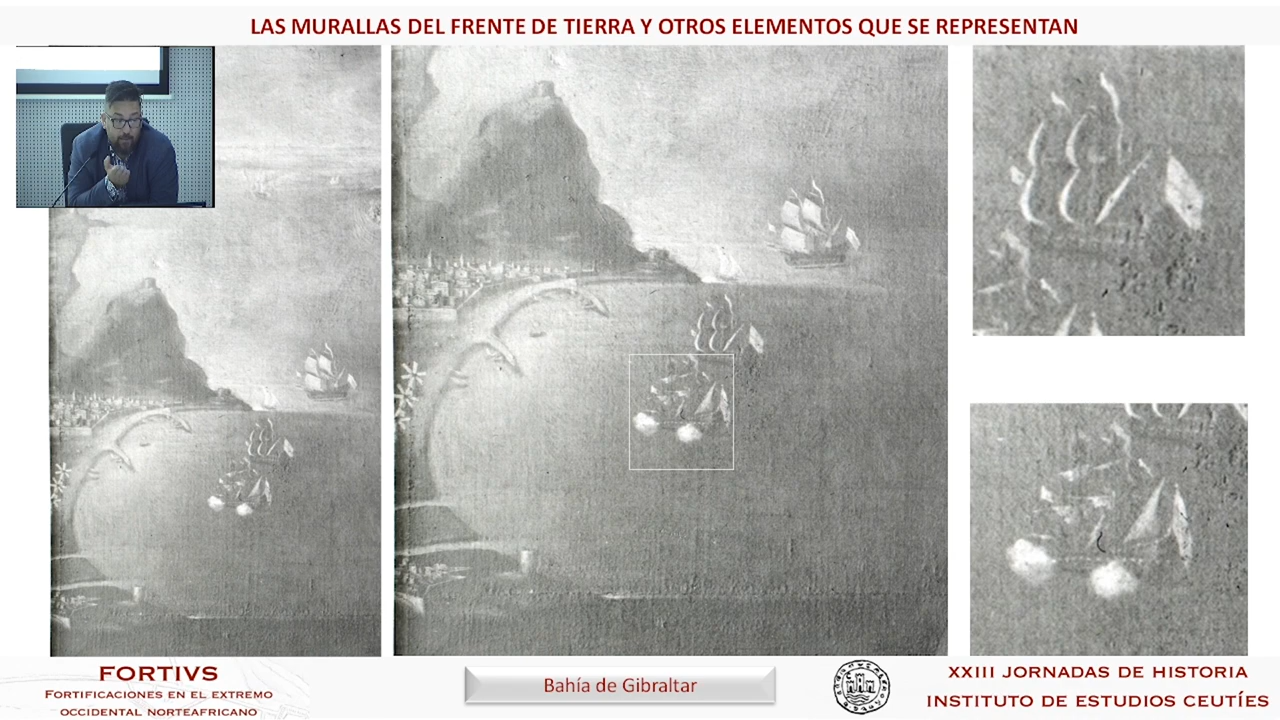 LAS MURALLAS DEL FRENTE DE TIERRA Y OTROS ELEMENTOS QUE SE REPRESENTAN
FORTIVS
FORTIFICACIONES EN EL EXTREMO
OCCIDENTAL NORTEAFRICANO
Bahía de Gibraltar
XXIII JORNADAS DE HISTORIA
INSTITUTO DE ESTUDIOS CEUTÍES